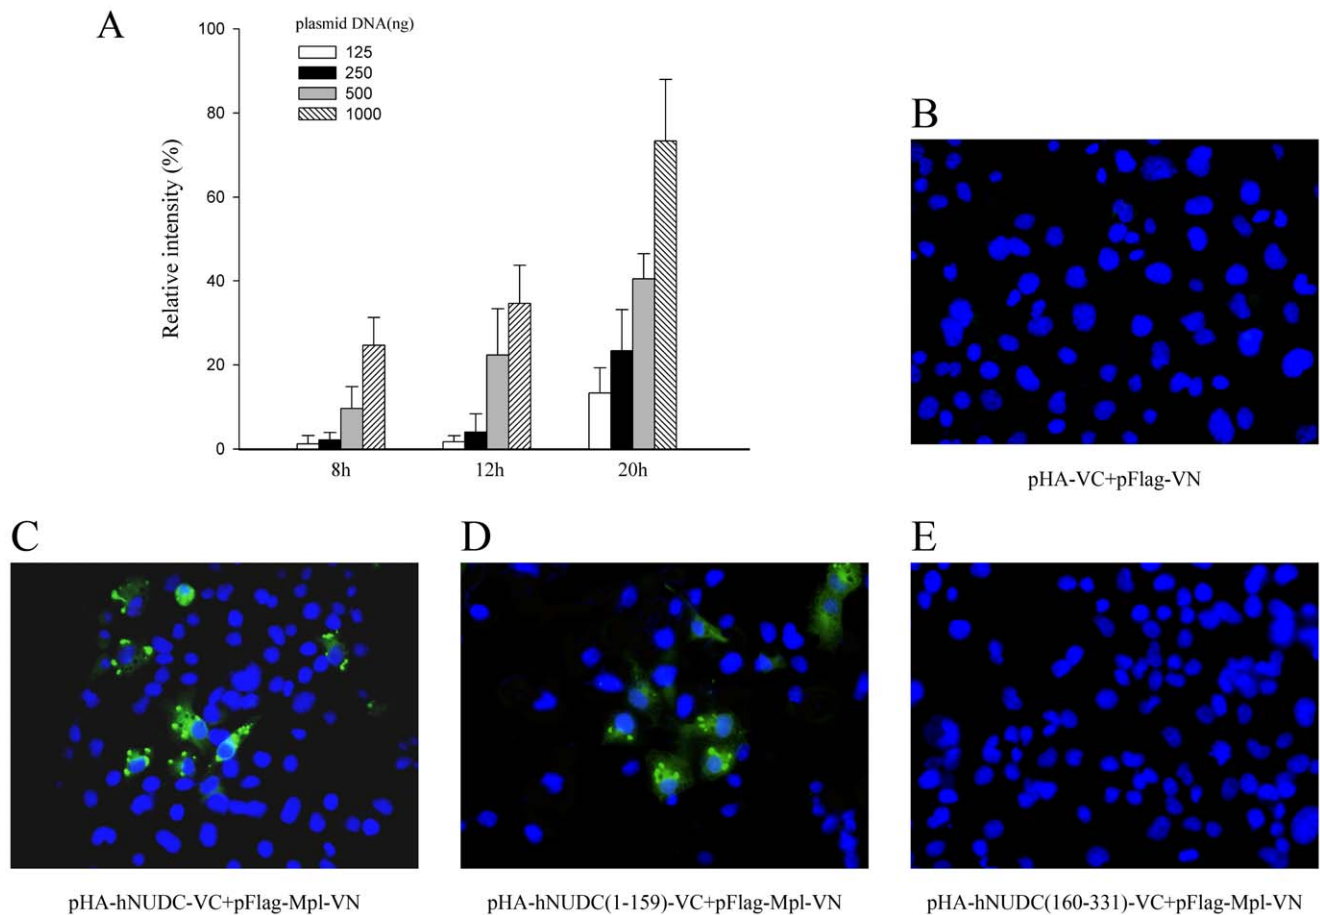 A
plasmid DNA(ng)
125
250
500
1000
100
80
60
40
20
0
Relative intensity (%)
8h
12h
20h
B
pHA-VC+pFlag-VN
C
pHA-hNUDC-VC+pFlag-Mpl-VN
D
pHA-hNUDC(1-159)-VC+pFlag-Mpl-VN
E
pHA-hNUDC(160-331)-VC+pFlag-Mpl-VN